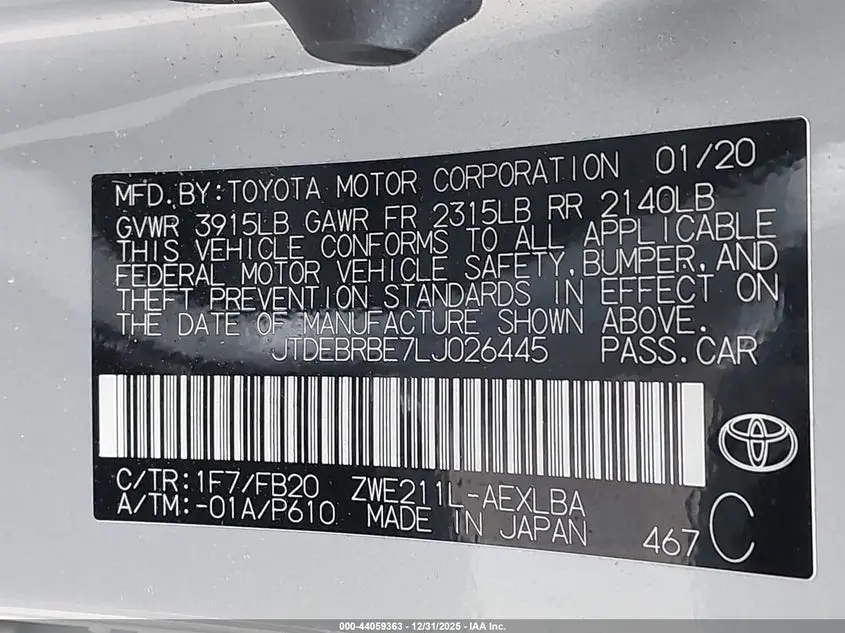 MFD.BY:TOYOTA MOTOR CORPORATION 01/20
GVWR 3915LB GAWR FR 2315LB RR 2140LB
THIS VEHICLE CONFORMS TO ALL APPLICABLE
FEDERAL MOTOR VEHICLE SAFETY,BUMPER,AND
THEFT PREVENTION STANDARDS IN EFFECT ON
THE DATE OF MANUFACTURE SHOWN ABOVE.
JTDEBRBE7LJ026445 PASS.CAR
C/TR:1F7/FB20 ZWE211L-AEXLBA
A/TM:-01A/P610 MADE IN JAPAN 467 C
000-44059363 - 12/31/2025 - IAA Inc.